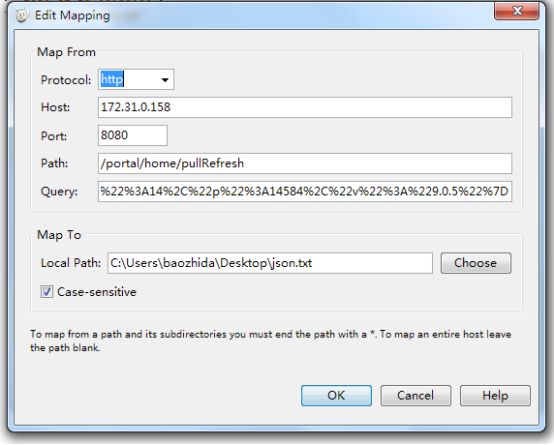 Edit Mapping
Map From
Protocol: http
Host: 172.31.0.158
Port: 8080
Path: /portal/home/pullRefresh
Query: %22%3A14%2C%22p%22%3A14584%2C%22v%22%3A%229.0.5%22%7D
Map To
Local Path: C:\Users\baozhida\Desktop\json.txt Choose
Case-sensitive
To map from a path and its subdirectories you must end the path with a *. To map an entire host leave
the path blank.
OK Cancel Help